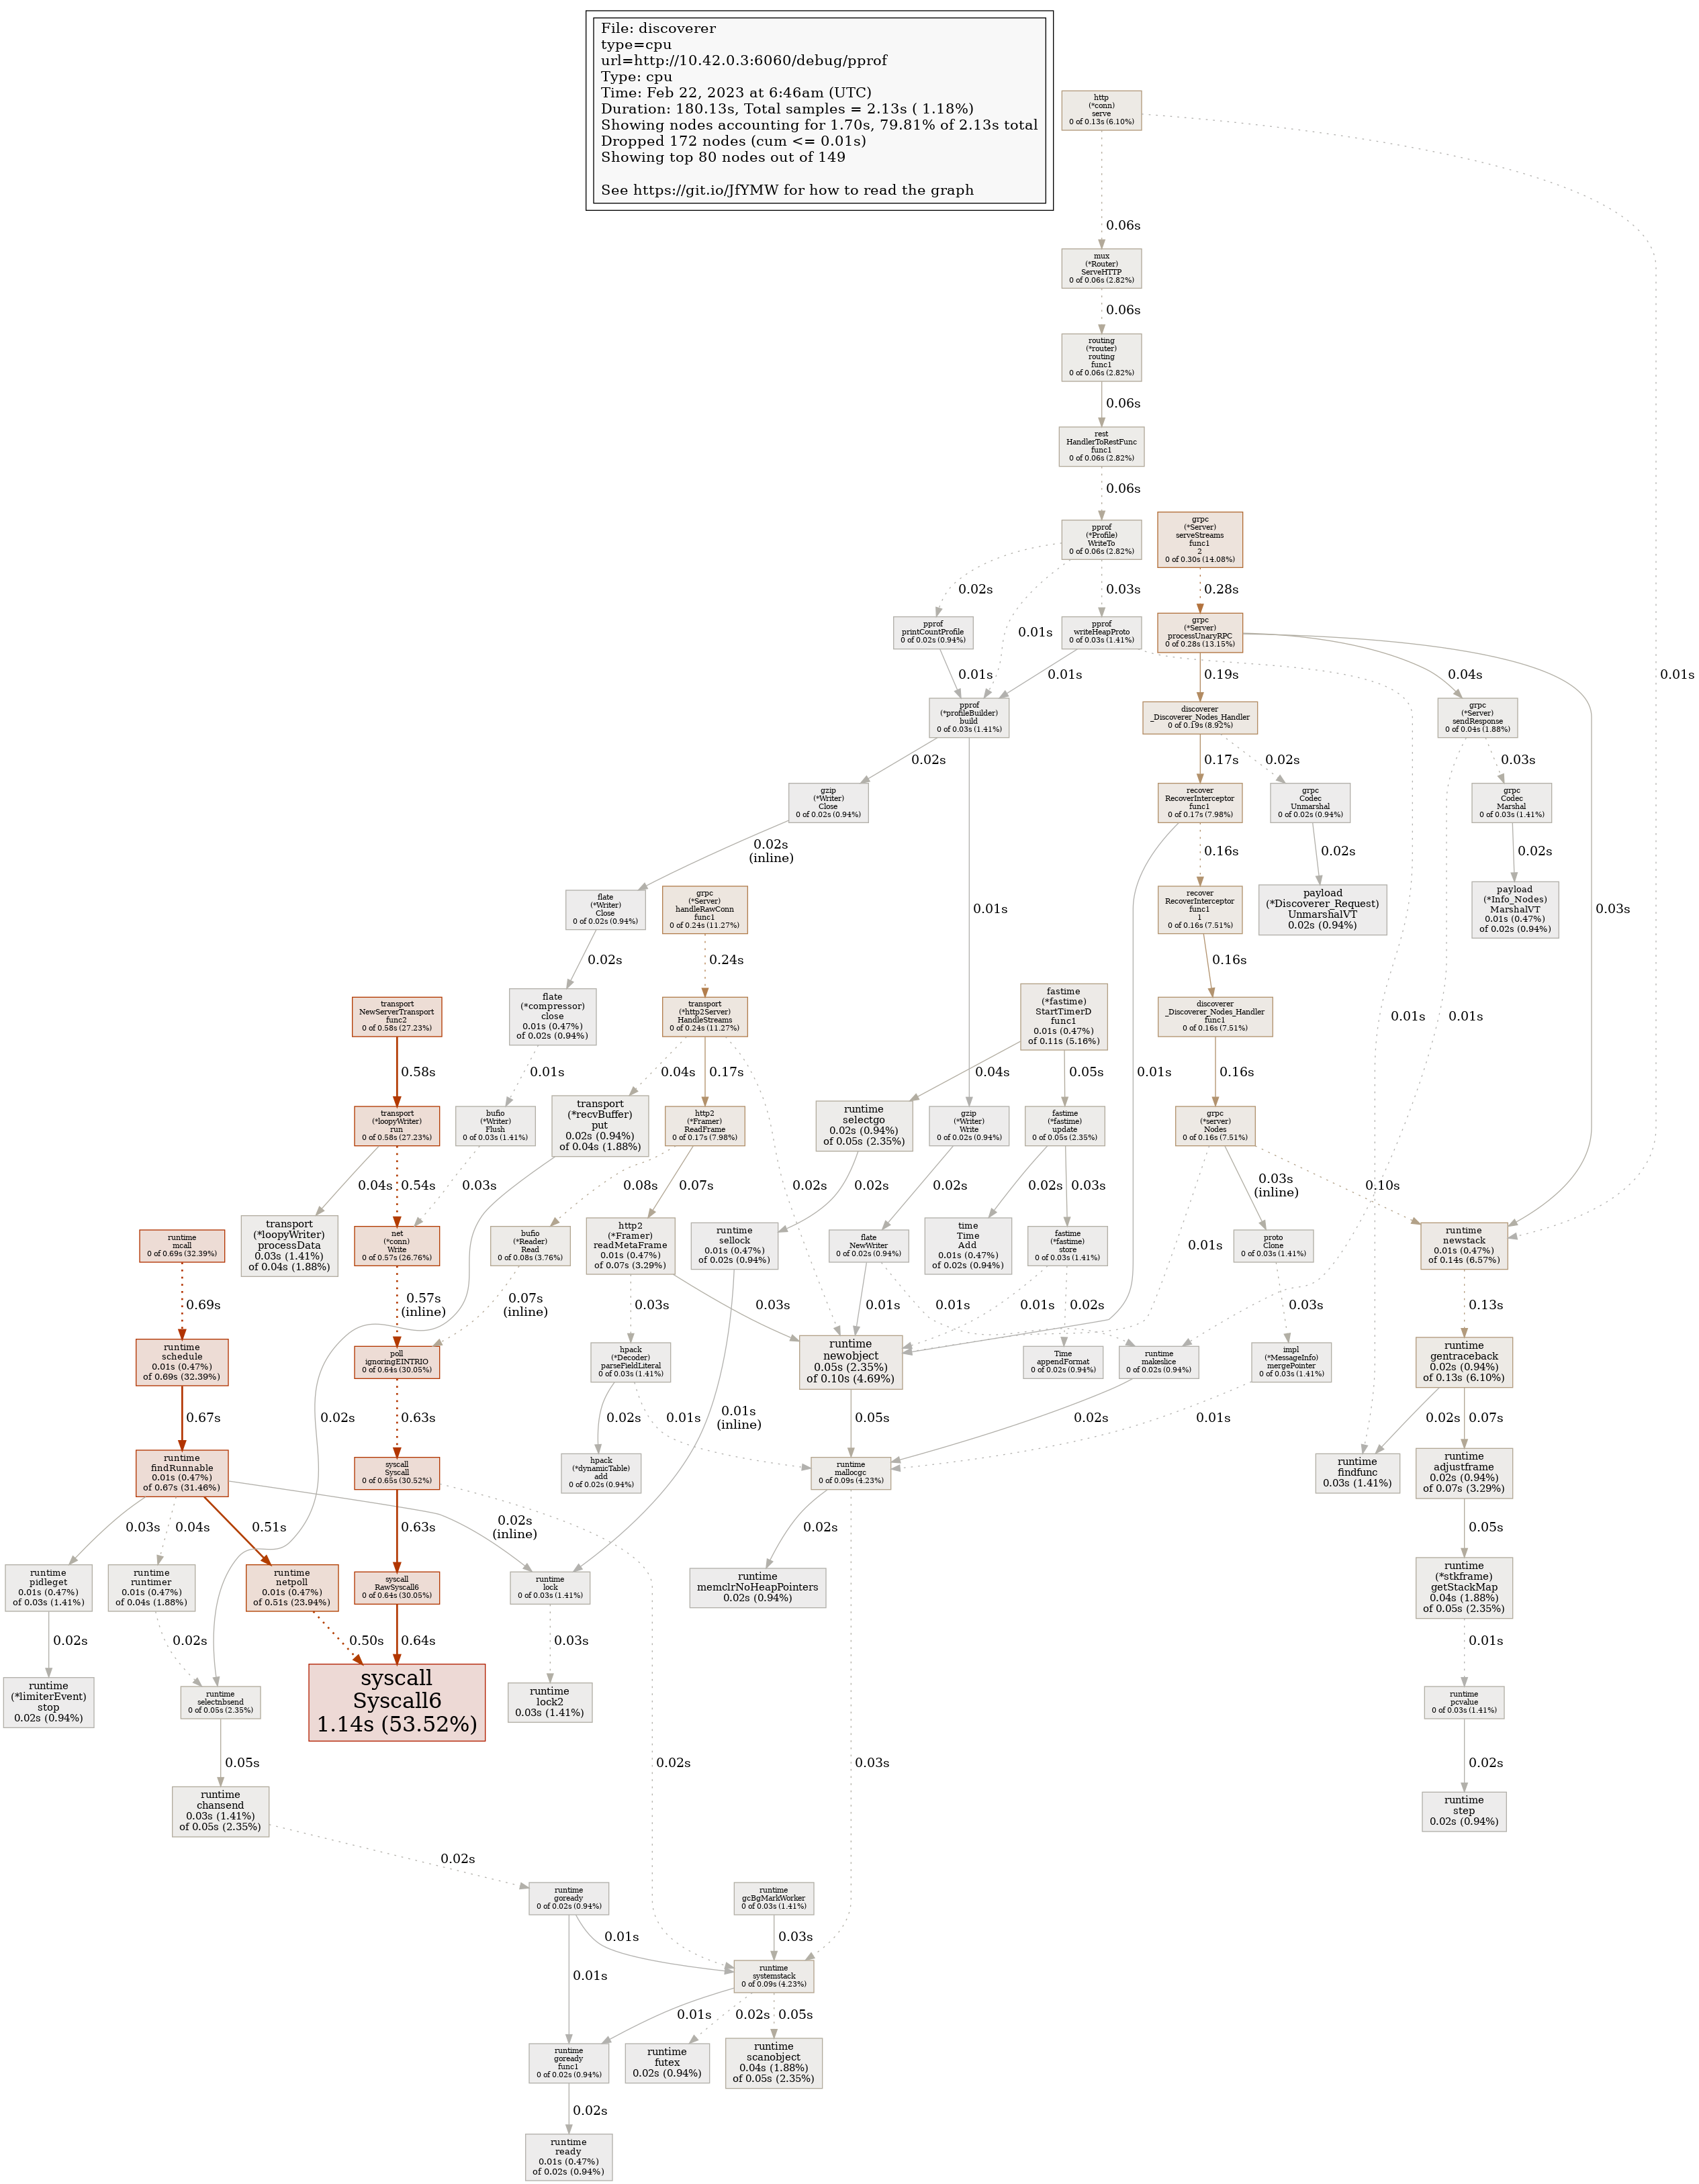 File: discoverer
type=cpu
url=http://10.42.0.3:6060/debug/pprof
Type: cpu
Time: Feb 22, 2023 at 6:46am (UTC)
Duration: 180.13s, Total samples = 2.13s ( 1.18%)
Showing nodes accounting for 1.70s, 79.81% of 2.13s total
Dropped 172 nodes (cum <= 0.01s)
Showing top 80 nodes out of 149
See https://git.io/JfYMW for how to read the graph
http
(*conn)
serve
0 of 0.13s (6.10%)
0.06s
0.01s
mux
(*Router)
ServeHTTP
0 of 0.06s (2.82%)
0.06s
routing
(*router)
routing
func1
0 of 0.06s (2.82%)
0.06s
rest
HandlerToRestFunc
func1
0 of 0.06s (2.82%)
0.06s
pprof
(*Profile)
WriteTo
0 of 0.06s (2.82%)
0.02s
0.01s
0.03s
grpc
(*Server)
serveStreams
func1
2
0 of 0.30s (14.08%)
0.28s
pprof
printCountProfile
0 of 0.02s (0.94%)
0.01s
pprof
writeHeapProto
0 of 0.03s (1.41%)
0.01s
0.01s
grpc
(*Server)
processUnaryRPC
0 of 0.28s (13.15%)
0.19s
0.04s
0.03s
pprof
(*profileBuilder)
build
0 of 0.03s (1.41%)
0.02s
0.01s
discoverer
_Discoverer_Nodes_Handler
0 of 0.19s (8.92%)
0.17s
0.02s
grpc
(*Server)
sendResponse
0 of 0.04s (1.88%)
0.01s
0.03s
gzip
(*Writer)
Close
0 of 0.02s (0.94%)
0.02s
(inline)
recover
RecoverInterceptor
func1
0 of 0.17s (7.98%)
0.01s
0.16s
grpc
Codec
Unmarshal
0 of 0.02s (0.94%)
0.02s
grpc
Codec
Marshal
0 of 0.03s (1.41%)
0.02s
flate
(*Writer)
Close
0 of 0.02s (0.94%)
0.02s
grpc
(*Server)
handleRawConn
func1
0 of 0.24s (11.27%)
0.24s
recover
RecoverInterceptor
func1
1
0 of 0.16s (7.51%)
0.16s
payload
(*Discoverer_Request)
UnmarshalVT
0.02s (0.94%)
payload
(*Info_Nodes)
MarshalVT
0.01s (0.47%)
of 0.02s (0.94%)
transport
NewServerTransport
func2
0 of 0.58s (27.23%)
0.58s
flate
(*compressor)
close
0.01s (0.47%)
of 0.02s (0.94%)
0.01s
transport
(*http2Server)
HandleStreams
0 of 0.24s (11.27%)
0.04s
0.17s
0.02s
fastime
(*fastime)
StartTimerD
func1
0.01s (0.47%)
of 0.11s (5.16%)
0.04s
0.05s
discoverer
_Discoverer_Nodes_Handler
func1
0 of 0.16s (7.51%)
0.16s
transport
(*loopyWriter)
run
0 of 0.58s (27.23%)
0.04s
0.54s
bufio
(*Writer)
Flush
0 of 0.03s (1.41%)
0.03s
transport
(*recvBuffer)
put
0.02s (0.94%)
of 0.04s (1.88%)
0.02s
http2
(*Framer)
ReadFrame
0 of 0.17s (7.98%)
0.08s
0.07s
runtime
selectgo
0.02s (0.94%)
of 0.05s (2.35%)
0.02s
gzip
(*Writer)
Write
0 of 0.02s (0.94%)
0.02s
fastime
(*fastime)
update
0 of 0.05s (2.35%)
0.02s
0.03s
grpc
(*server)
Nodes
0 of 0.16s (7.51%)
0.01s
0.03s
(inline)
0.10s
transport
(*loopyWriter)
processData
0.03s (1.41%)
of 0.04s (1.88%)
runtime
mcall
0 of 0.69s (32.39%)
0.69s
net
(*conn)
Write
0 of 0.57s (26.76%)
0.57s
(inline)
bufio
(*Reader)
Read
0 of 0.08s (3.76%)
0.07s
(inline)
http2
(*Framer)
readMetaFrame
0.01s (0.47%)
of 0.07s (3.29%)
0.03s
0.03s
runtime
sellock
0.01s (0.47%)
of 0.02s (0.94%)
0.01s
(inline)
flate
NewWriter
0 of 0.02s (0.94%)
0.01s
0.01s
time
Time
Add
0.01s (0.47%)
of 0.02s (0.94%)
fastime
(*fastime)
store
0 of 0.03s (1.41%)
0.01s
0.02s
proto
Clone
0 of 0.03s (1.41%)
0.03s
runtime
newstack
0.01s (0.47%)
of 0.14s (6.57%)
0.13s
runtime
schedule
0.01s (0.47%)
of 0.69s (32.39%)
0.67s
poll
ignoringEINTRIO
0 of 0.64s (30.05%)
0.63s
hpack
(*Decoder)
parseFieldLiteral
0 of 0.03s (1.41%)
0.02s
0.01s
runtime
newobject
0.05s (2.35%)
of 0.10s (4.69%)
0.05s
Time
appendFormat
0 of 0.02s (0.94%)
runtime
makeslice
0 of 0.02s (0.94%)
0.02s
impl
(*MessageInfo)
mergePointer
0 of 0.03s (1.41%)
0.01s
runtime
gentraceback
0.02s (0.94%)
of 0.13s (6.10%)
0.02s
0.07s
runtime
findRunnable
0.01s (0.47%)
of 0.67s (31.46%)
0.03s
0.04s
0.51s
0.02s
(inline)
syscall
Syscall
0 of 0.65s (30.52%)
0.63s
0.02s
hpack
(*dynamicTable)
add
0 of 0.02s (0.94%)
runtime
mallocgc
0 of 0.09s (4.23%)
0.02s
0.03s
runtime
findfunc
0.03s (1.41%)
runtime
adjustframe
0.02s (0.94%)
of 0.07s (3.29%)
0.05s
runtime
pidleget
0.01s (0.47%)
of 0.03s (1.41%)
0.02s
runtime
runtimer
0.01s (0.47%)
of 0.04s (1.88%)
0.02s
runtime
netpoll
0.01s (0.47%)
of 0.51s (23.94%)
0.50s
syscall
RawSyscall6
0 of 0.64s (30.05%)
0.64s
runtime
lock
0 of 0.03s (1.41%)
0.03s
runtime
memclrNoHeapPointers
0.02s (0.94%)
runtime
(*stkframe)
getStackMap
0.04s (1.88%)
of 0.05s (2.35%)
0.01s
runtime
(*limiterEvent)
stop
0.02s (0.94%)
runtime
selectnbsend
0 of 0.05s (2.35%)
0.05s
syscall
Syscall6
1.14s (53.52%)
runtime
lock2
0.03s (1.41%)
runtime
pcvalue
0 of 0.03s (1.41%)
0.02s
runtime
chansend
0.03s (1.41%)
of 0.05s (2.35%)
0.02s
runtime
step
0.02s (0.94%)
runtime
goready
0 of 0.02s (0.94%)
0.01s
0.01s
runtime
gcBgMarkWorker
0 of 0.03s (1.41%)
0.03s
runtime
systemstack
0 of 0.09s (4.23%)
0.01s
0.02s
0.05s
runtime
goready
func1
0 of 0.02s (0.94%)
0.02s
runtime
futex
0.02s (0.94%)
runtime
scanobject
0.04s (1.88%)
of 0.05s (2.35%)
runtime
ready
0.01s (0.47%)
of 0.02s (0.94%)